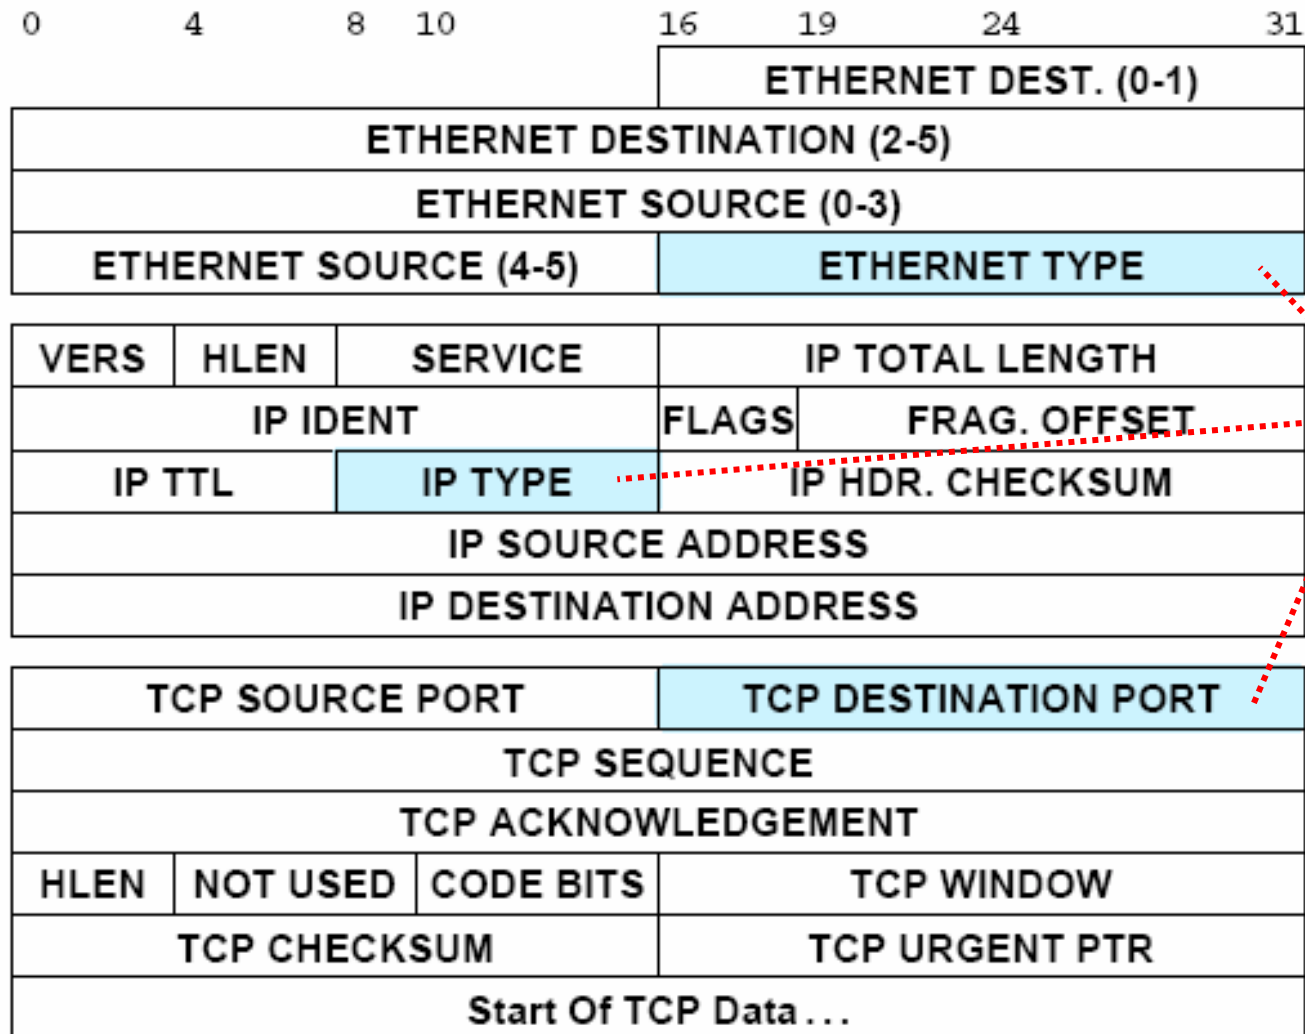 0 4 8 10 16 19 24 31
ETHERNET DEST. (0-1)
ETHERNET DESTINATION (2-5)
ETHERNET SOURCE (0-3)
ETHERNET SOURCE (4-5) ETHERNET TYPE
VERS HLEN SERVICE IP TOTAL LENGTH
IP IDENT FLAGS FRAG. OFFSET
IP TTL IP TYPE IP HDR. CHECKSUM
IP SOURCE ADDRESS
IP DESTINATION ADDRESS
TCP SOURCE PORT TCP DESTINATION PORT
TCP SEQUENCE
TCP ACKNOWLEDGEMENT
HLEN NOT USED CODE BITS TCP WINDOW
TCP CHECKSUM TCP URGENT PTR
Start Of TCP Data . . .